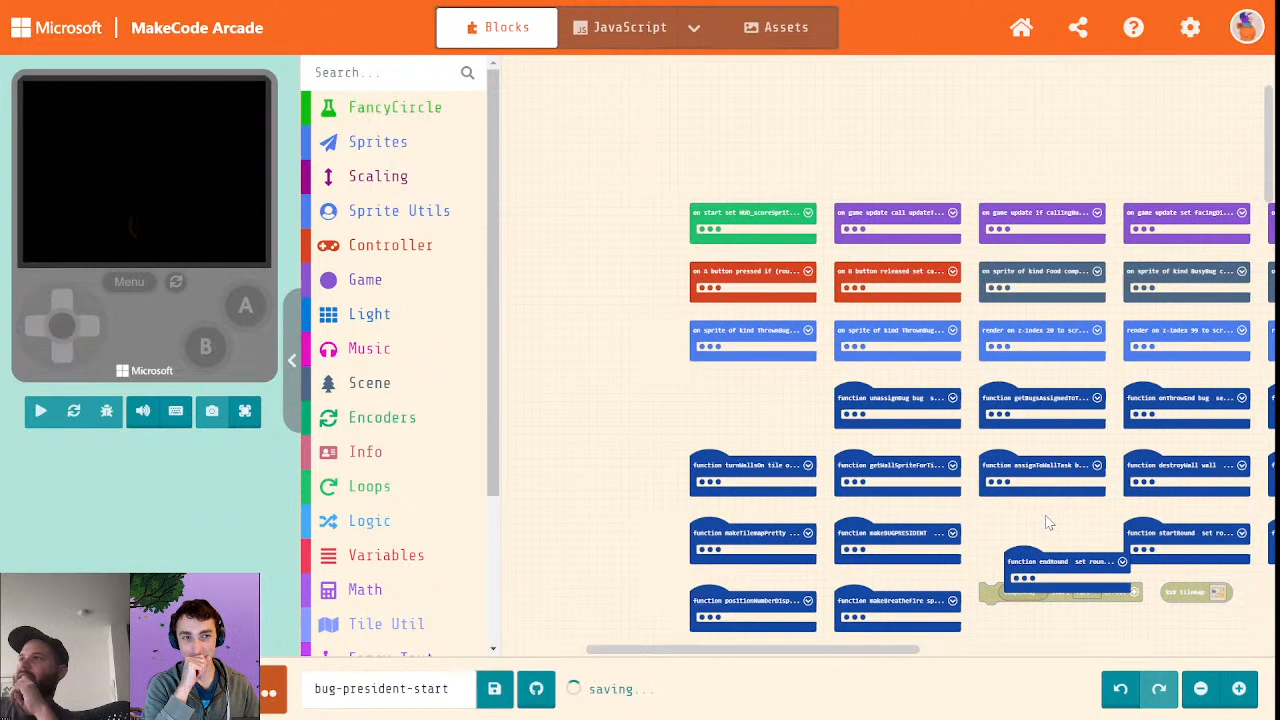 Microsoft | MakeCode Arcade
Blocks
JavaScript
Assets
Search...
FancyCircle
Sprites
Scaling
Sprite Utils
Controller
Game
Light
Music
Scene
Encoders
Info
Loops
Logic
Variables
Math
Tile Util
Menu
A
B
Microsoft
on start set HUD_scoreSprit...
on game update call updateT...
on game update if callingBu...
on game update set facingDi...
on A button pressed if (rou...
on B button released set ca...
on sprite of kind Food comp...
on sprite of kind BusyBug c...
on sprite of kind ThrownBug...
on sprite of kind ThrownBug...
render on z-index 20 to scr...
render on z-index 99 to scr...
function unassignBug bug s...
function getBugsAssignedToT...
function onThrowEnd bug se...
function turnWallsOn tile o...
function getWallSpriteForTi...
function assignToWallTask b...
function destroyWall wall ...
function makeTilemapPretty ...
function makeBUGPRESIDENT ...
function startRound set ro...
function endRound set roun...
function positionNumberDisp...
function makeBreatheFire sp...
tilemap
bug-president-start
saving...